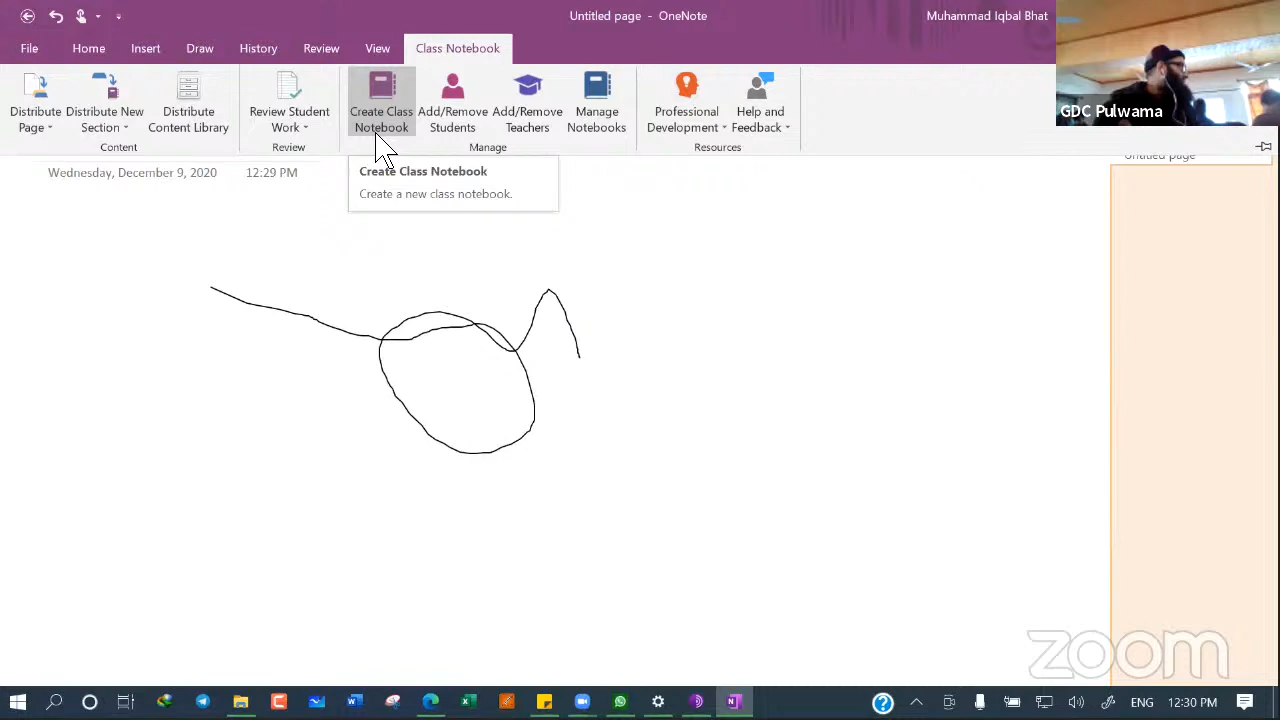 Untitled page - OneNote
Muhammad Iqbal Bhat
File Home Insert Draw History Review View Class Notebook
Distribute Page
Distribute New Section
Distribute Content Library
Review Student Work
Create Class Notebook
Add/Remove Students
Add/Remove Teachers
Manage Notebooks
Professional Development
Help and Feedback
GDC Pulwama
Content
Review
Manage
Resources
Untitled page
Wednesday, December 9, 2020 12:29 PM
Create Class Notebook
Create a new class notebook.
zoom
ENG 12:30 PM